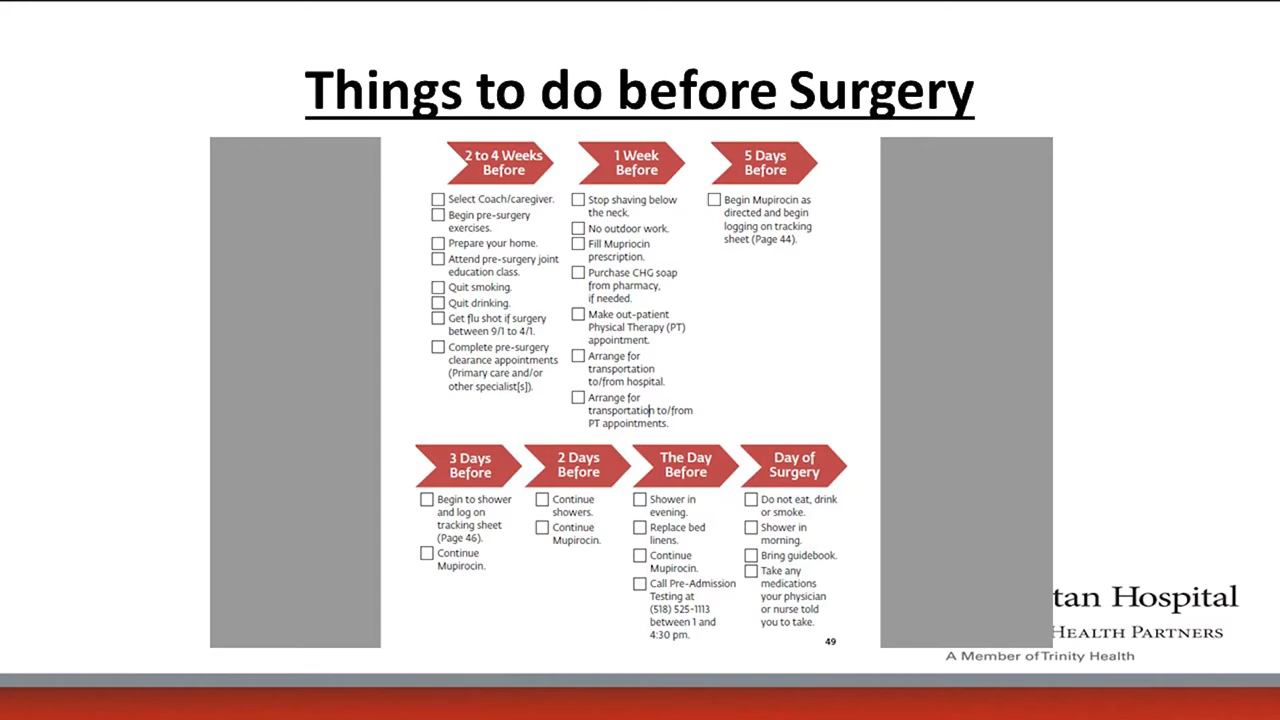 Things to do before Surgery
2 to 4 Weeks
Before
Select Coach/caregiver.
Begin pre-surgery
exercises.
Prepare your home.
Attend pre-surgery joint
education class.
Quit smoking.
Quit drinking.
Get flu shot if surgery
between 9/1 to 4/1.
Complete pre-surgery
clearance appointments
(Primary care and/or
other specialist[s]).
1 Week
Before
Stop shaving below
the neck.
No outdoor work.
Fill Mupriocin
prescription.
Purchase CHG soap
from pharmacy,
if needed.
Make out-patient
Physical Therapy (PT)
appointment.
Arrange for
transportation
to/from hospital.
Arrange for
transportation to/from
PT appointments.
5 Days
Before
Begin Mupirocin as
directed and begin
logging on tracking
sheet (Page 44).
3 Days
Before
Begin to shower
and log on
tracking sheet
(Page 46).
Continue
Mupirocin.
2 Days
Before
Continue
showers.
Continue
Mupirocin.
The Day
Before
Shower in
evening.
Replace bed
linens.
Continue
Mupirocin.
Call Pre-Admission
Testing at
(518) 525-1113
between 1 and
4:30 pm.
Day of
Surgery
Do not eat, drink
or smoke.
Shower in
morning.
Bring guidebook.
Take any
medications
your physician
or nurse told
you to take.
49
tan Hospital
HEALTH PARTNERS
A Member of Trinity Health